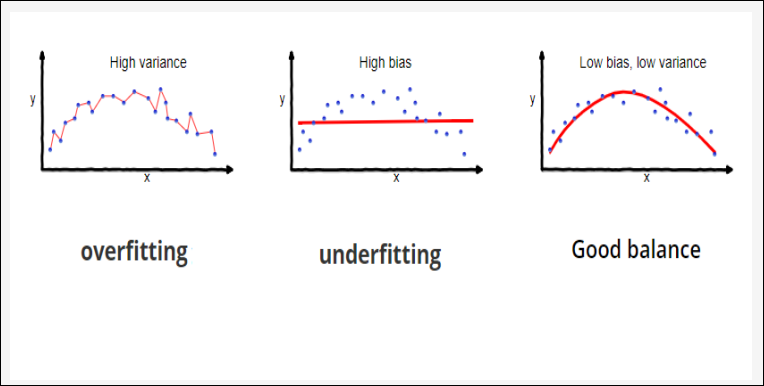 High variance
y
x
overfitting
High bias
y
x
underfitting
Low bias, low variance
y
x
Good balance